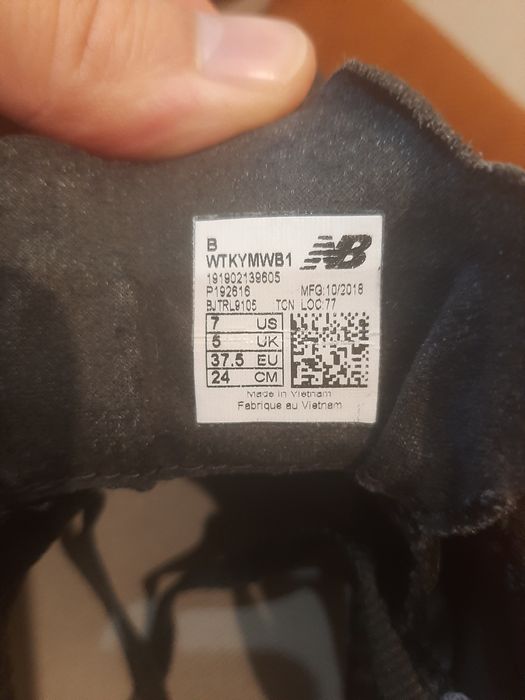 B
WTKYMWB1 NB
191902139605
P192616 MFG:10/2018
BJTRL9105 TCN LOC:77
7 US
5 UK
37.5 EU
24 CM
Made in Vietnam
Fabrique au Vietnam